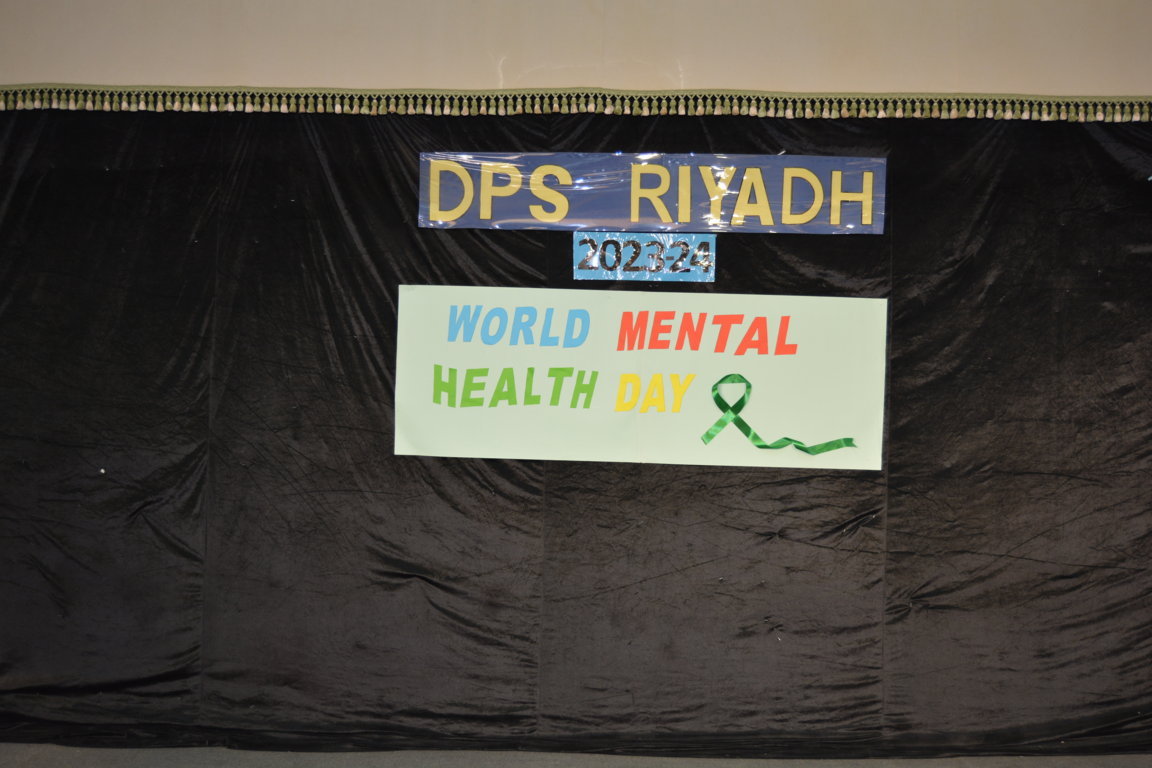 DPS RIYADH
2023-24
WORLD MENTAL
HEALTH DAY